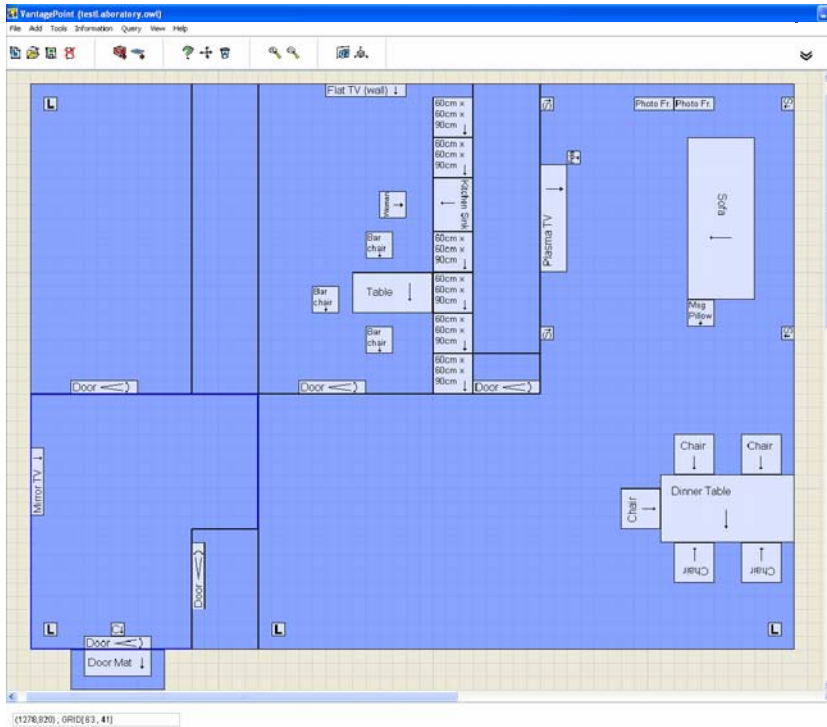 VantagePoint (testLaboratory.owl)
File Add Tools Information Query View Help
Flat TV (wall)
L
60cm x
60cm x
90cm
Photo Fr. Photo Fr.
60cm x
60cm x
90cm
Kitchen Sink
Woman
Plasma TV
Sofa
Bar
chair
60cm x
60cm x
90cm
Bar
chair
Table
60cm x
60cm x
90cm
Msg
Pillow
Bar
chair
60cm x
60cm x
90cm
60cm x
60cm x
90cm
Door
Door
Door
Mirror TV
Chair
Chair
Dinner Table
Chair
Chair
Chair
Door
L
L
L
Door
Door Mat
(1278,820) ; GRID[63 , 41]